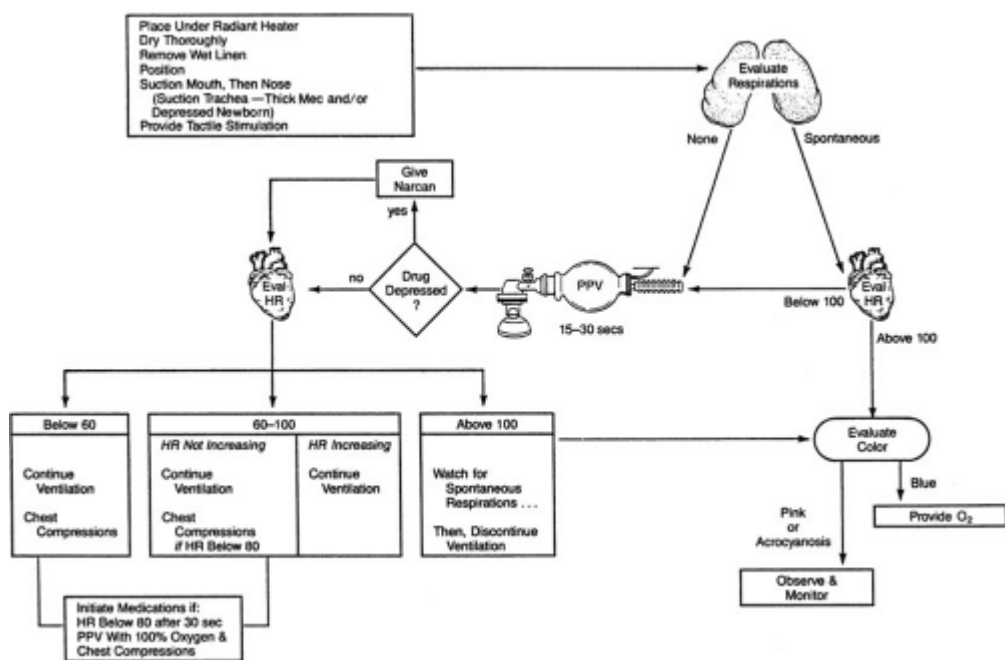 Place Under Radiant Heater
Dry Thoroughly
Remove Wet Linen
Position
Suction Mouth, Then Nose
(Suction Trachea — Thick Mec and/or
Depressed Newborn)
Provide Tactile Stimulation
Evaluate
Respirations
None
Spontaneous
Give
Narcan
yes
Eval
HR
no
Drug
Depressed
?
PPV
15–30 secs
Below 100
Eval
HR
Above 100
Below 60
Continue
Ventilation
Chest
Compressions
60–100
HR Not Increasing
Continue
Ventilation
Chest
Compressions
if HR Below 80
HR Increasing
Continue
Ventilation
Above 100
Watch for
Spontaneous
Respirations ...
Then, Discontinue
Ventilation
Evaluate
Color
Blue
Provide O₂
Pink
or
Acrocyanosis
Observe &
Monitor
Initiate Medications if:
HR Below 80 after 30 sec
PPV With 100% Oxygen &
Chest Compressions